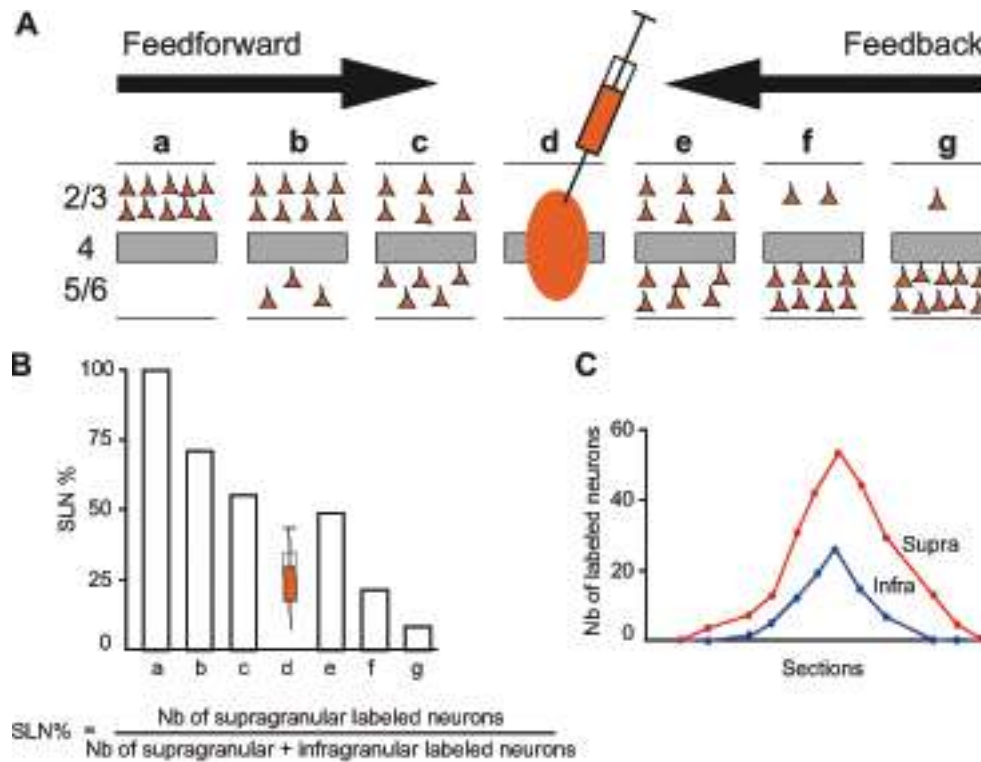 A
Feedforward
Feedback
a b c d e f g
2/3
4
5/6
B
100
75
50
25
0
SLN %
a b c d e f g
SLN% = Nb of supragranular labeled neurons
Nb of supragranular + infragranular labeled neurons
C
60
40
20
0
Nb of labeled neurons
Supra
Infra
Sections